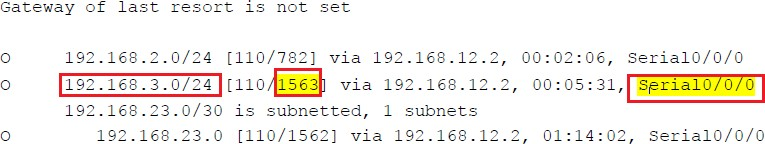 Gateway of last resort is not set
O 192.168.2.0/24 [110/782] via 192.168.12.2, 00:02:06, Serial0/0/0
O 192.168.3.0/24 [110/1563] via 192.168.12.2, 00:05:31, Serial0/0/0
192.168.23.0/30 is subnetted, 1 subnets
O 192.168.23.0 [110/1562] via 192.168.12.2, 01:14:02, Serial0/0/0